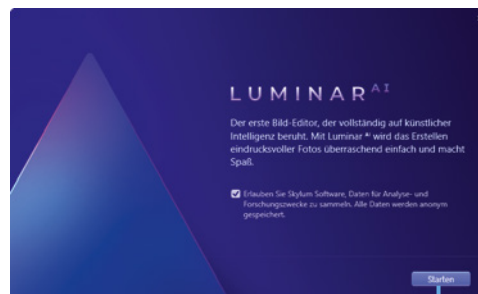 LUMINAR AI
Der erste Bild-Editor, der vollständig auf künstlicher
Intelligenz beruht. Mit Luminar AI wird das Erstellen
eindrucksvoller Fotos überraschend einfach und macht
Spaß.
Erlauben Sie Skylum Software, Daten für Analyse- und
Forschungszwecke zu sammeln. Alle Daten werden anonym
gespeichert.
Starten